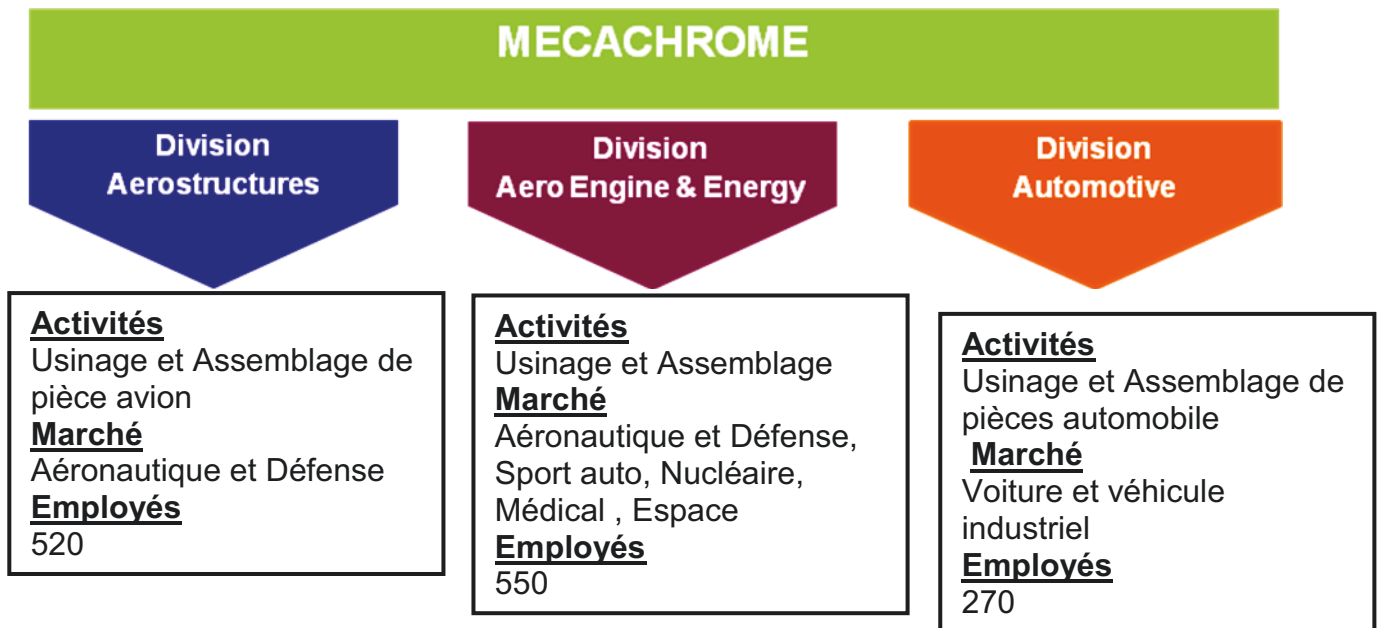 MECACHROME
Division
Aerostructures
Activités
Usinage et Assemblage de
pièce avion
Marché
Aéronautique et Défense
Employés
520
Division
Aero Engine & Energy
Activités
Usinage et Assemblage
Marché
Aéronautique et Défense,
Sport auto, Nucléaire,
Médical , Espace
Employés
550
Division
Automotive
Activités
Usinage et Assemblage de
pièces automobile
Marché
Voiture et véhicule
industriel
Employés
270